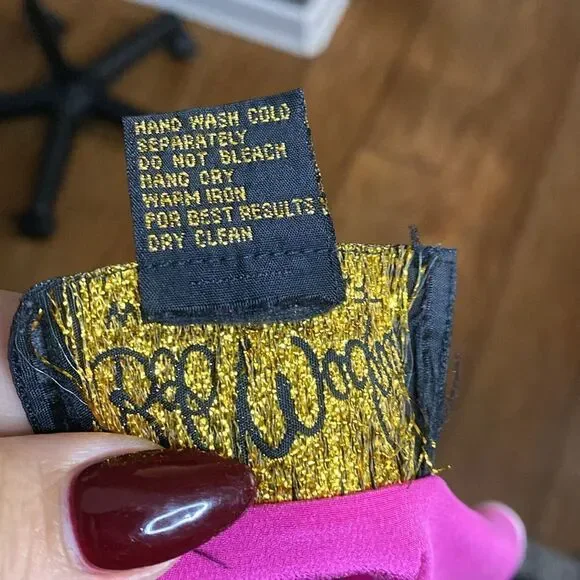 HAND WASH COLD
SEPARATELY
DO NOT BLEACH
HANG DRY
WARM IRON
FOR BEST RESULTS
DRY CLEAN